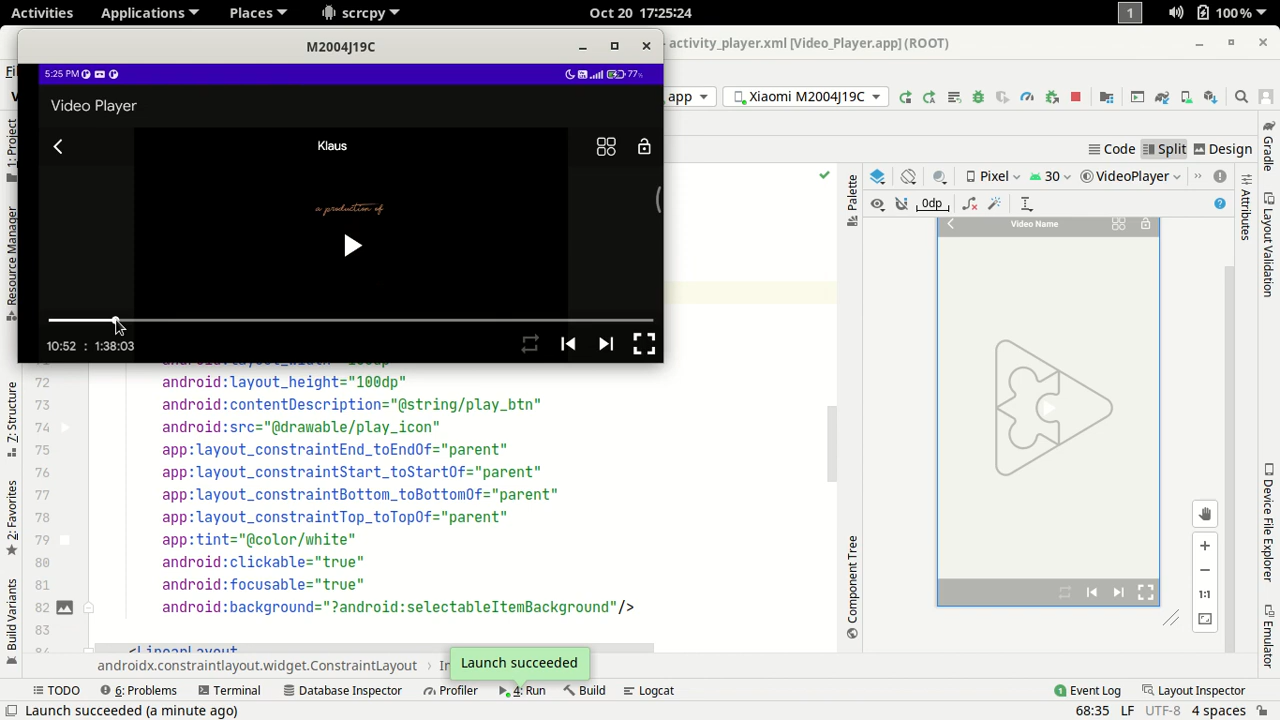 Activities
Applications
Places
scrcpy
Oct 20 17:25:24
1
100%
M2004J19C
activity_player.xml [Video_Player.app] (ROOT)
5:25 PM
77%
Video Player
app
Xiaomi M2004J19C
Klaus
a production of
10:52 : 1:38:03
Code
Split
Design
Pixel
30
VideoPlayer
0dp
1: Project
Resource Manager
7: Structure
2: Favorites
Build Variants
Palette
Component Tree
Attributes
Gradle
Layout Validation
Device File Explorer
Emulator
Video Name
1:1
72 android:layout_height="100dp"
73 android:contentDescription="@string/play_btn"
74 android:src="@drawable/play_icon"
75 app:layout_constraintEnd_toEndOf="parent"
76 app:layout_constraintStart_toStartOf="parent"
77 app:layout_constraintBottom_toBottomOf="parent"
78 app:layout_constraintTop_toTopOf="parent"
79 app:tint="@color/white"
80 android:clickable="true"
81 android:focusable="true"
82 android:background="?android:selectableItemBackground"/>
83
<LinearLayout
androidx.constraintlayout.widget.ConstraintLayout
Launch succeeded
TODO
6: Problems
Terminal
Database Inspector
Profiler
4: Run
Build
Logcat
1 Event Log
Layout Inspector
Launch succeeded (a minute ago)
68:35 LF UTF-8 4 spaces